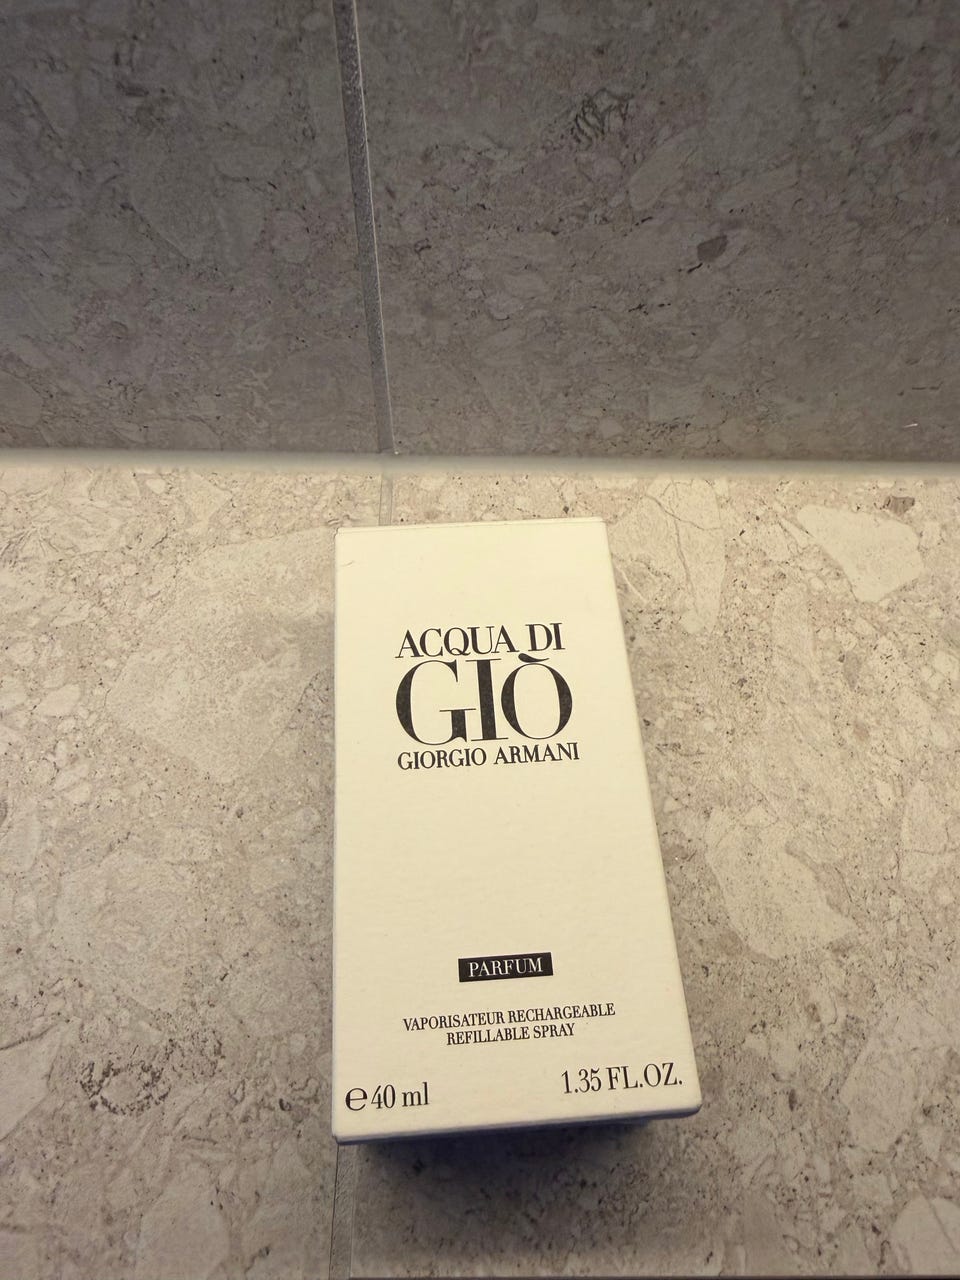 ACQUA DI
GIÒ
GIORGIO ARMANI
PARFUM
VAPORISATEUR RECHARGEABLE
REFILLABLE SPRAY
℮ 40 ml 1.35 FL.OZ.